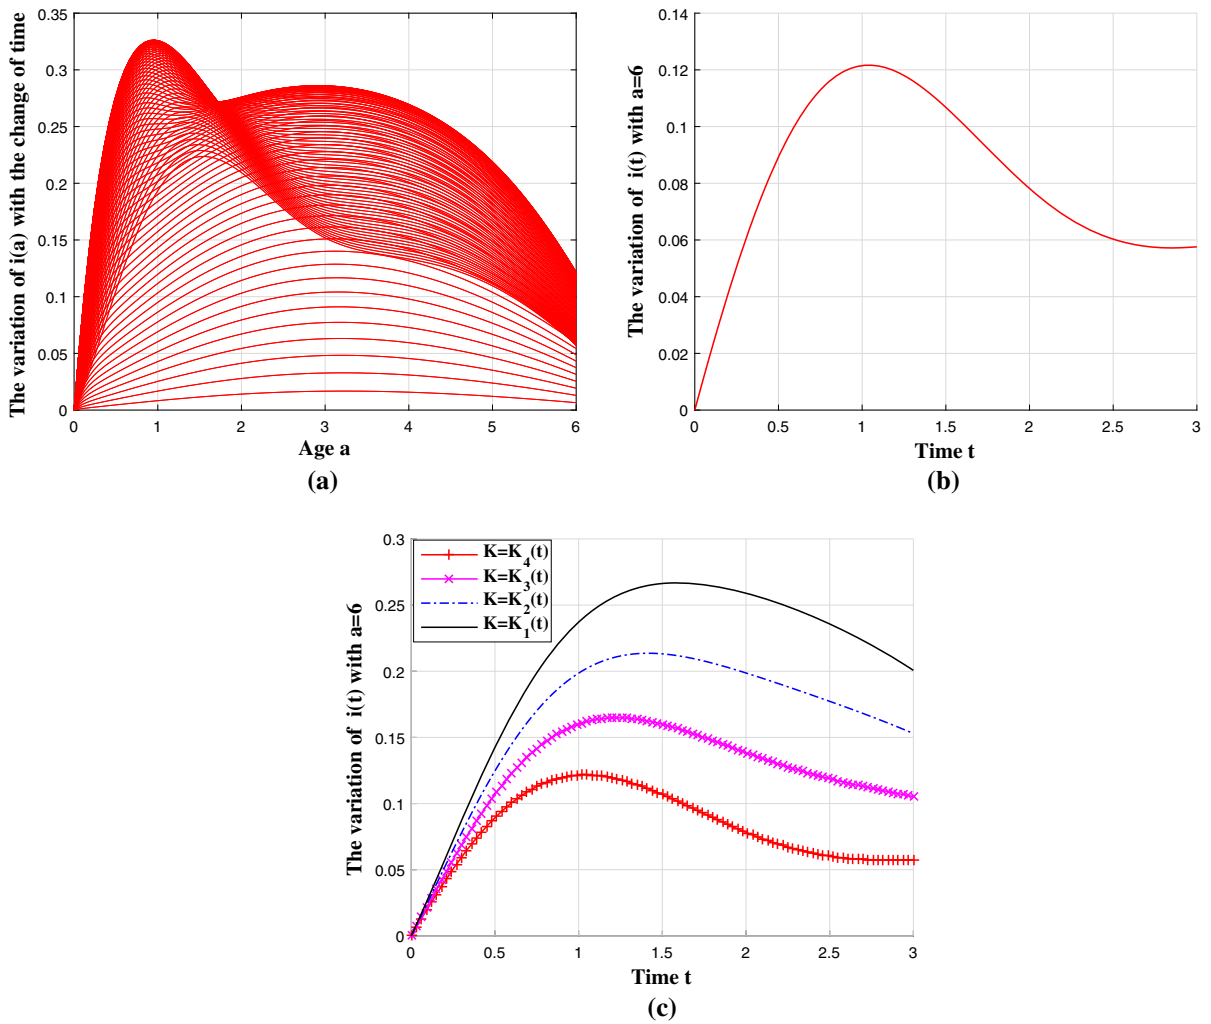 The variation of i(a) with the change of time
0.35
0.3
0.25
0.2
0.15
0.1
0.05
0
0 1 2 3 4 5 6
Age a
(a)
The variation of i(t) with a=6
0.14
0.12
0.1
0.08
0.06
0.04
0.02
0
0 0.5 1 1.5 2 2.5 3
Time t
(b)
The variation of i(t) with a=6
0.3
0.25
0.2
0.15
0.1
0.05
0
K=K4(t)
K=K3(t)
K=K2(t)
K=K1(t)
0 0.5 1 1.5 2 2.5 3
Time t
(c)